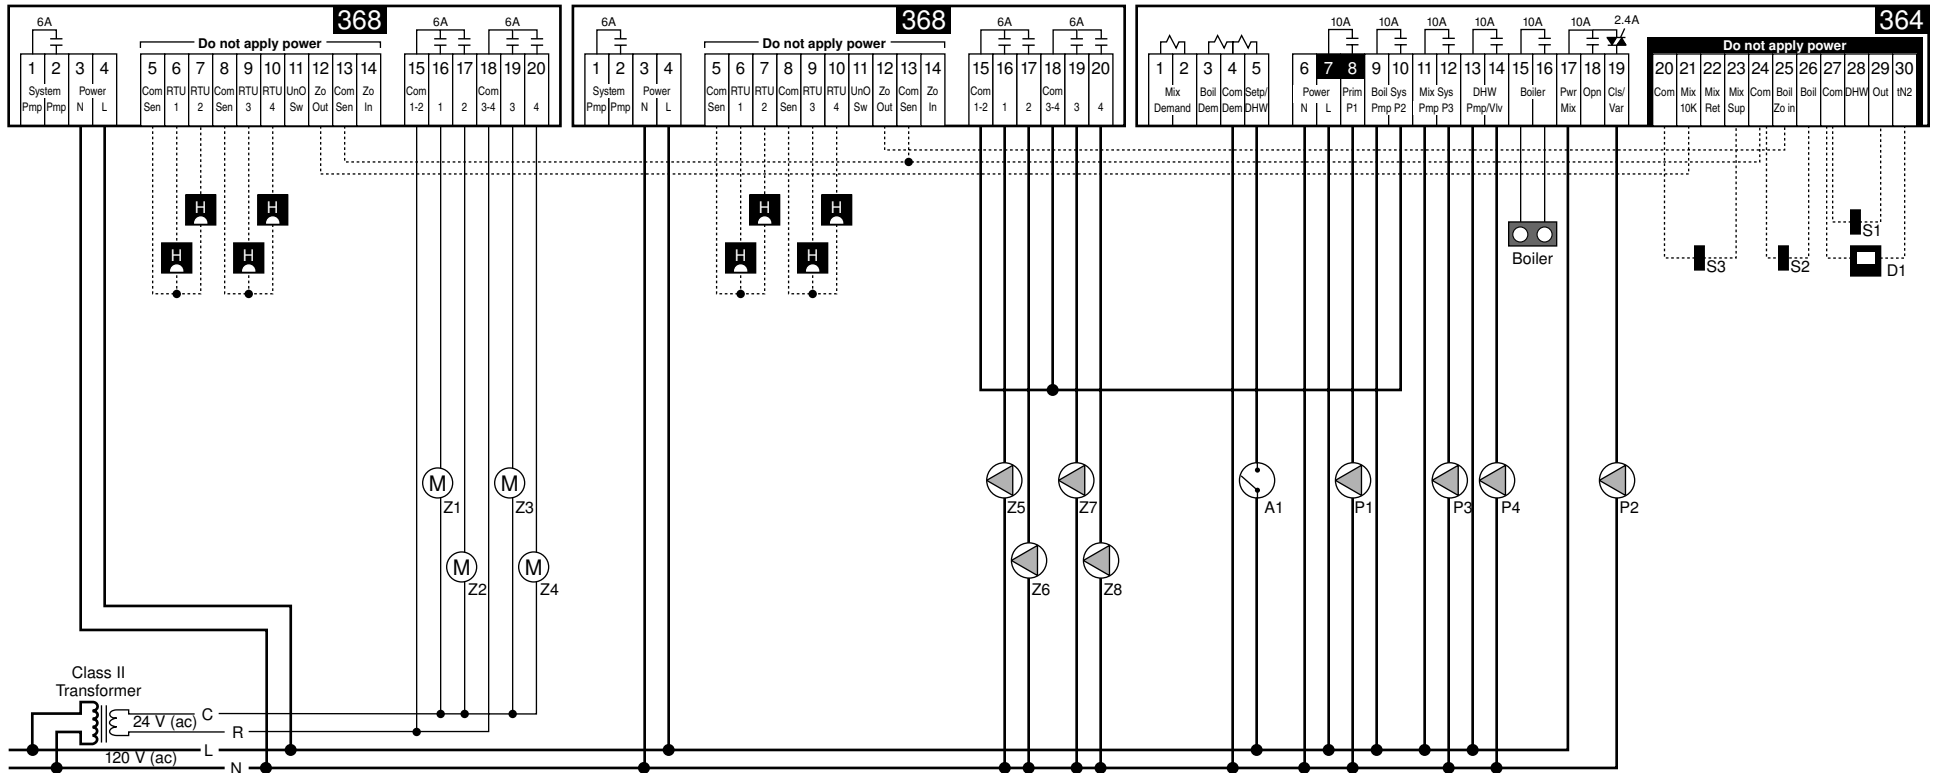 368
368
364
6A 6A 6A
6A 6A 6A
10A 10A 10A 10A 10A 10A 2.4A
Do not apply power
Do not apply power
Do not apply power
1 2 3 4 5 6 7 8 9 10 11 12 13 14 15 16 17 18 19 20
System Power Com RTU RTU Com RTU RTU UnO Zo Com Zo Com Com
Pmp Pmp N L Sen 1 2 Sen 3 4 Sw Out Sen In 1-2 1 2 3-4 3 4
1 2 3 4 5 6 7 8 9 10 11 12 13 14 15 16 17 18 19 20
System Power Com RTU RTU Com RTU RTU UnO Zo Com Zo Com Com
Pmp Pmp N L Sen 1 2 Sen 3 4 Sw Out Sen In 1-2 1 2 3-4 3 4
1 2 3 4 5 6 7 8 9 10 11 12 13 14 15 16 17 18 19
Mix Boil Com Setp/ Power Prim Boil Sys Mix Sys DHW Boiler Pwr Opn Cls/
Demand Dem Dem DHW N L P1 Pmp P2 Pmp P3 Pmp/Vlv Mix Var
20 21 22 23 24 25 26 27 28 29 30
Com Mix Mix Mix Com Boil Boil Com DHW Out tN2
10K Ret Sup Zo in
H H H H
H H H H
S1
Boiler
S3 S2 D1
M M
Z1 Z3
Z5 Z7 A1 P1 P3 P4 P2
M M
Z2 Z4
Z6 Z8
Class II
Transformer
24 V (ac) C
R
L
120 V (ac)
N